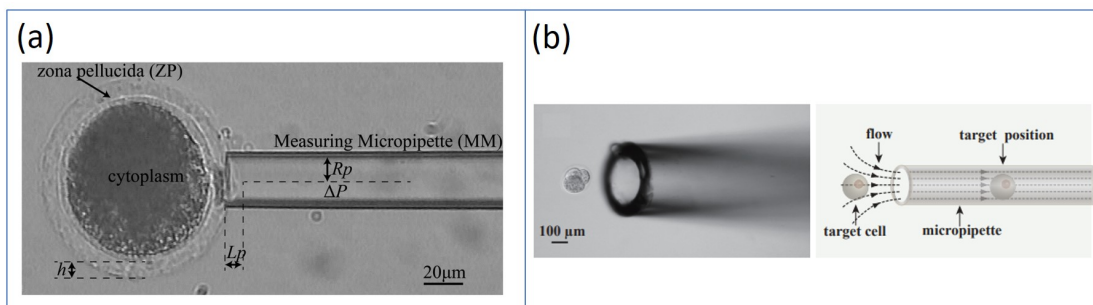 (a)
zona pellucida (ZP)
Measuring Micropipette (MM)
Rp
cytoplasm
ΔP
Lp
h
20μm
(b)
100 μm
flow
target position
target cell
micropipette